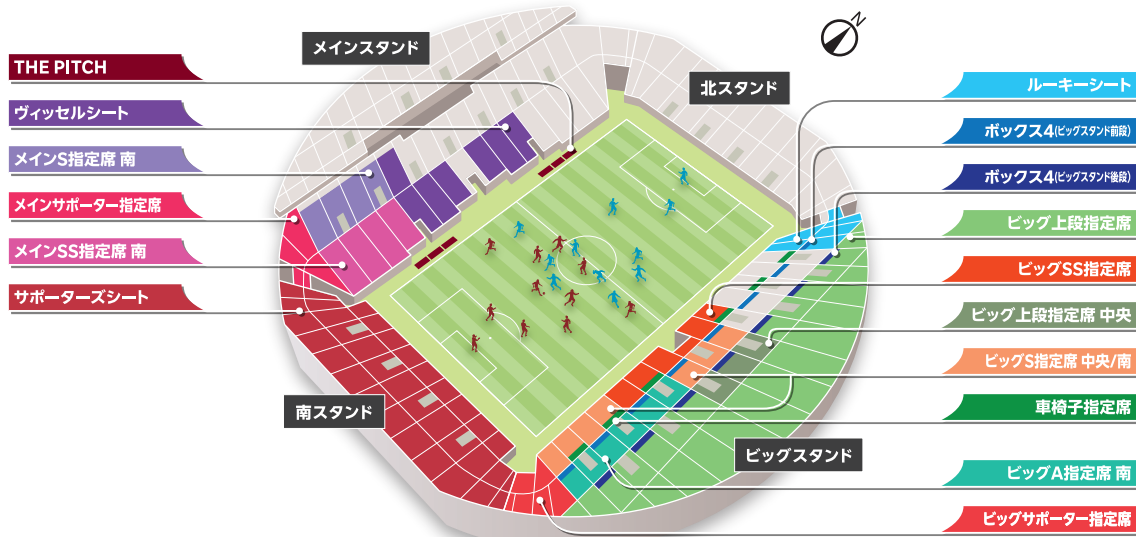 メインスタンド
N
北スタンド
南スタンド
ビッグスタンド
THE PITCH
ヴィッセルシート
メインS指定席 南
メインサポーター指定席
メインSS指定席 南
サポーターズシート
ルーキーシート
ボックス4(ビッグスタンド前段)
ボックス4(ビッグスタンド後段)
ビッグ上段指定席
ビッグSS指定席
ビッグ上段指定席 中央
ビッグS指定席 中央/南
車椅子指定席
ビッグA指定席 南
ビッグサポーター指定席